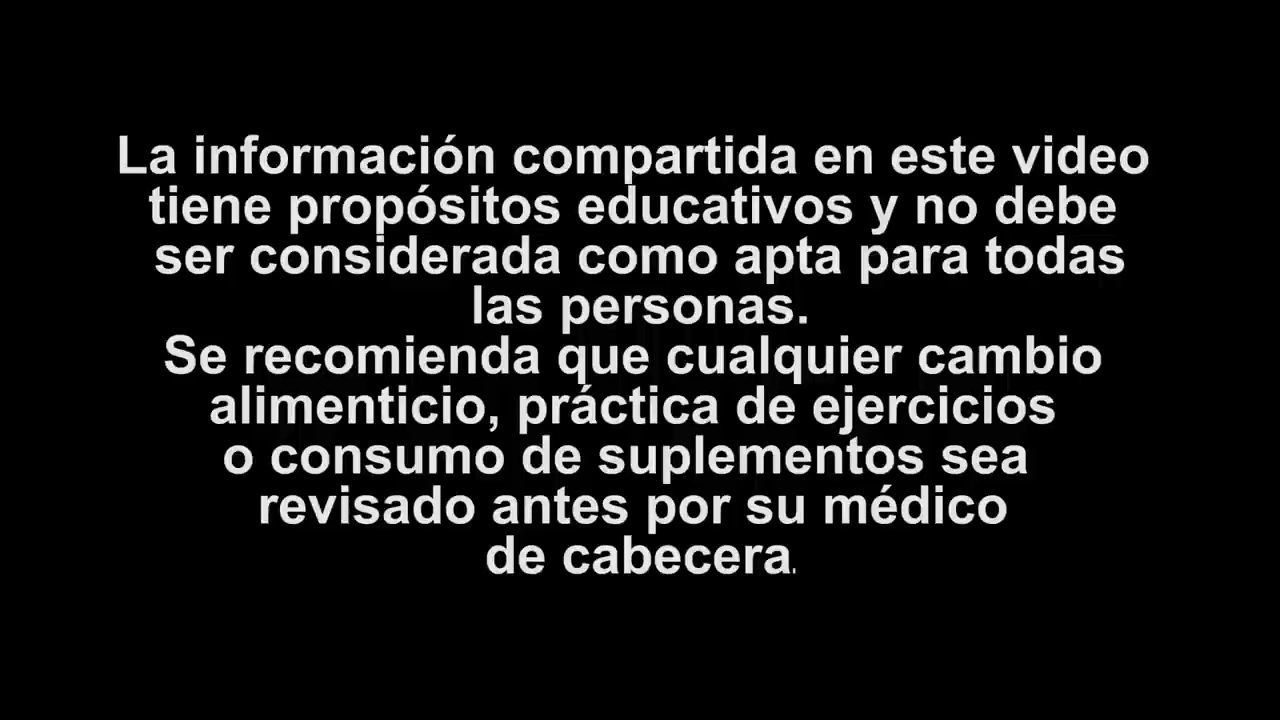 La información compartida en este video
tiene propósitos educativos y no debe
ser considerada como apta para todas
las personas.
Se recomienda que cualquier cambio
alimenticio, práctica de ejercicios
o consumo de suplementos sea
revisado antes por su médico
de cabecera.